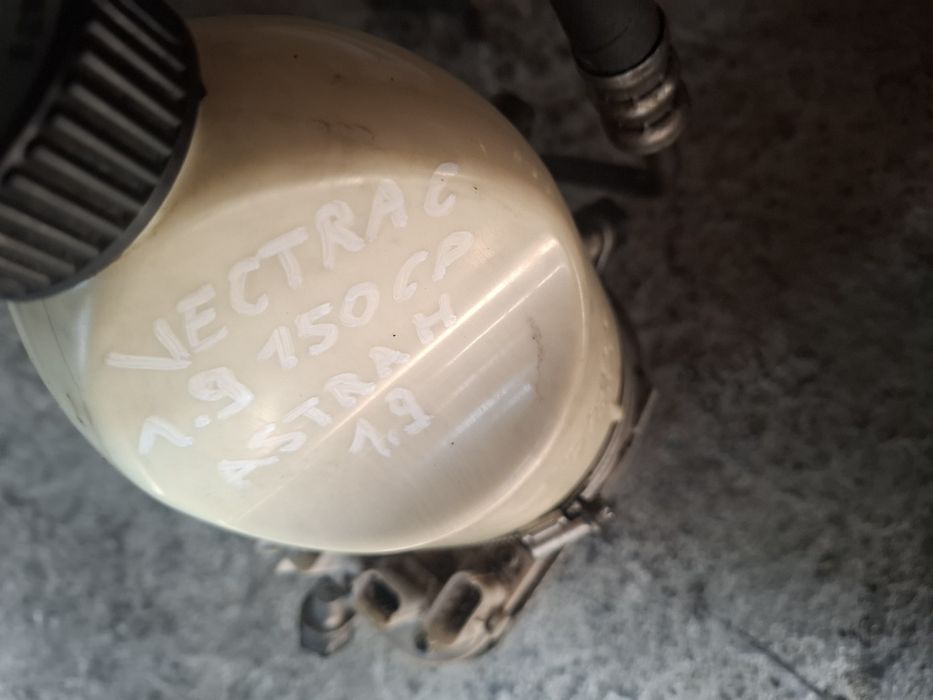 VECTRA C
1.9 150 CP
ASTRA H
1.9